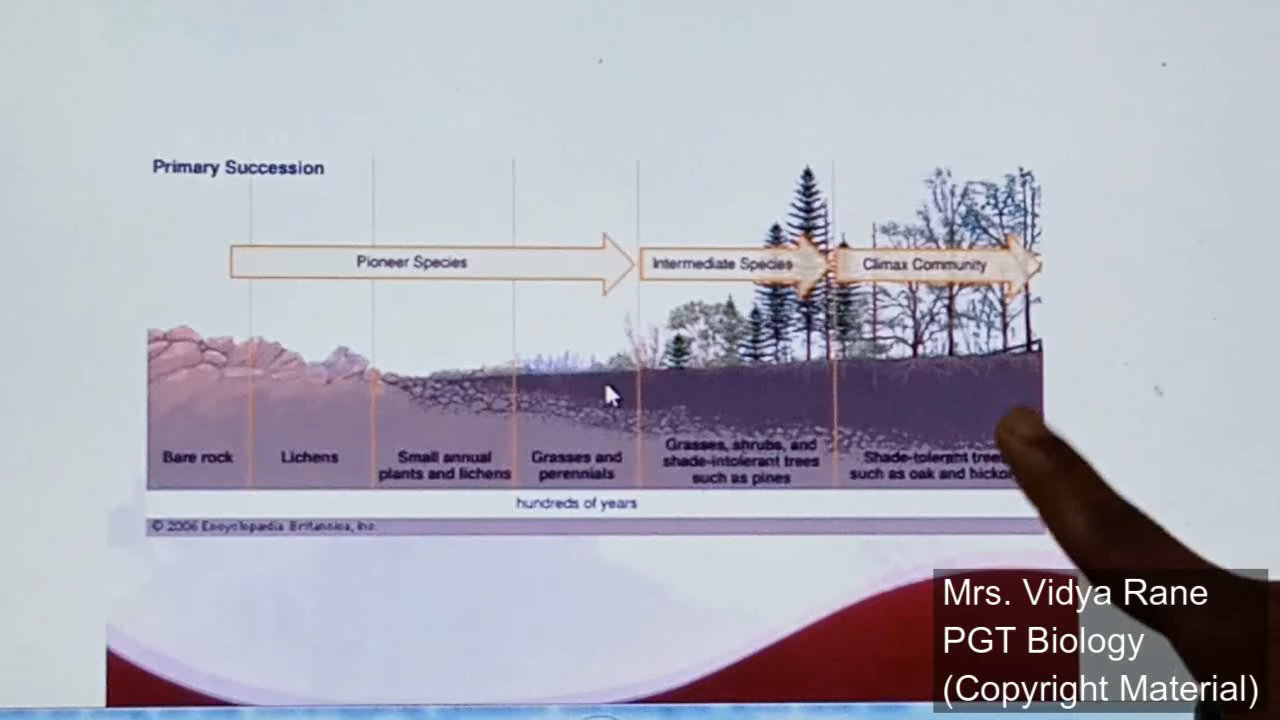 Primary Succession
Pioneer Species
Intermediate Species
Climax Community
Bare rock
Lichens
Small annual
plants and lichens
Grasses and
perennials
Grasses, shrubs, and
shade-intolerant trees
such as pines
Shade-tolerant trees
such as oak and
hundreds of years
© 2006 Encyclopædia Britannica, Inc.
Mrs. Vidya Rane
PGT Biology
(Copyright Material)